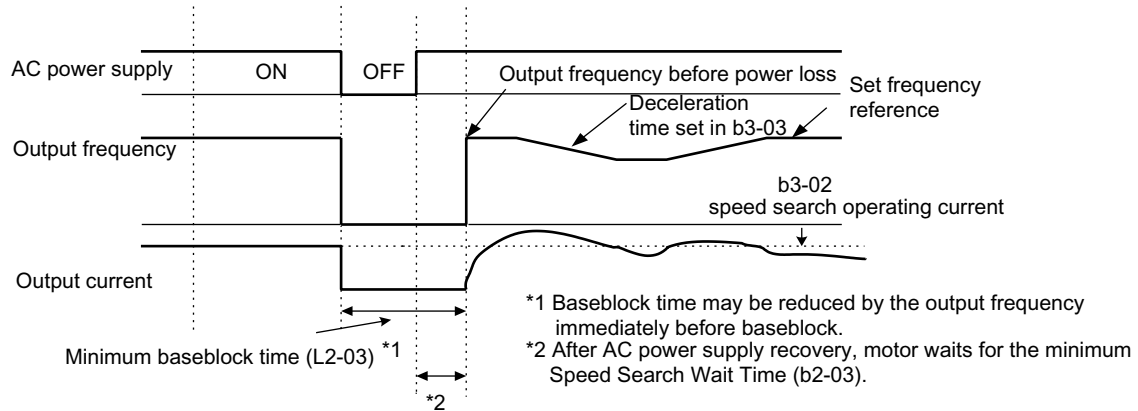 AC power supply
ON
OFF
Output frequency before power loss
Deceleration
time set in b3-03
Set frequency
reference
Output frequency
b3-02
speed search operating current
Output current
*1 Baseblock time may be reduced by the output frequency
immediately before baseblock.
Minimum baseblock time (L2-03) *1
*2 After AC power supply recovery, motor waits for the minimum
Speed Search Wait Time (b2-03).
*2